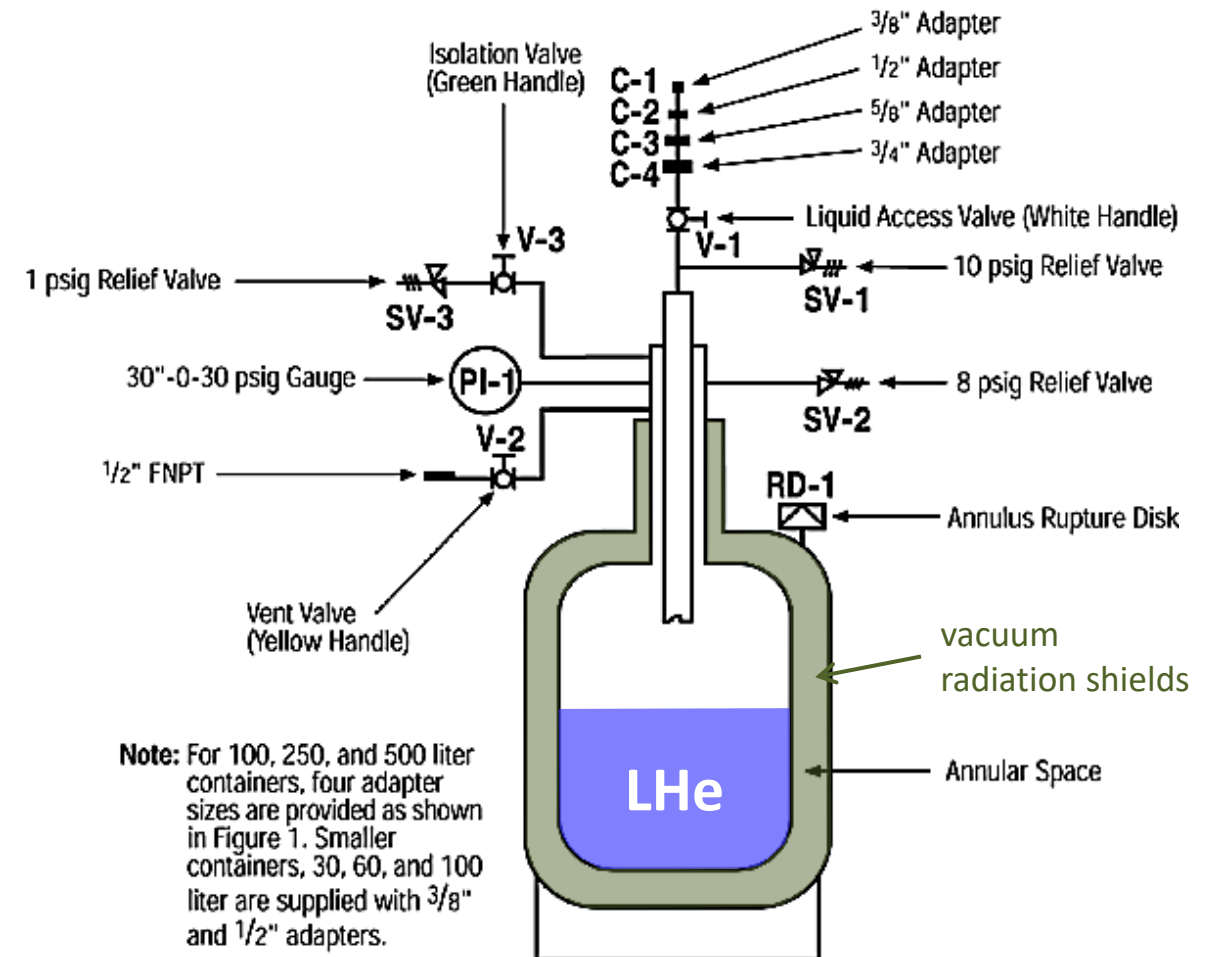 3/8" Adapter
1/2" Adapter
5/8" Adapter
3/4" Adapter
C-1
C-2
C-3
C-4
Isolation Valve
(Green Handle)
Liquid Access Valve (White Handle)
V-1
V-3
1 psig Relief Valve
SV-3
10 psig Relief Valve
SV-1
30"-0-30 psig Gauge
PI-1
8 psig Relief Valve
SV-2
V-2
1/2" FNPT
RD-1
Annulus Rupture Disk
Vent Valve
(Yellow Handle)
vacuum
radiation shields
Annular Space
LHe
Note: For 100, 250, and 500 liter
containers, four adapter
sizes are provided as shown
in Figure 1. Smaller
containers, 30, 60, and 100
liter are supplied with 3/8"
and 1/2" adapters.